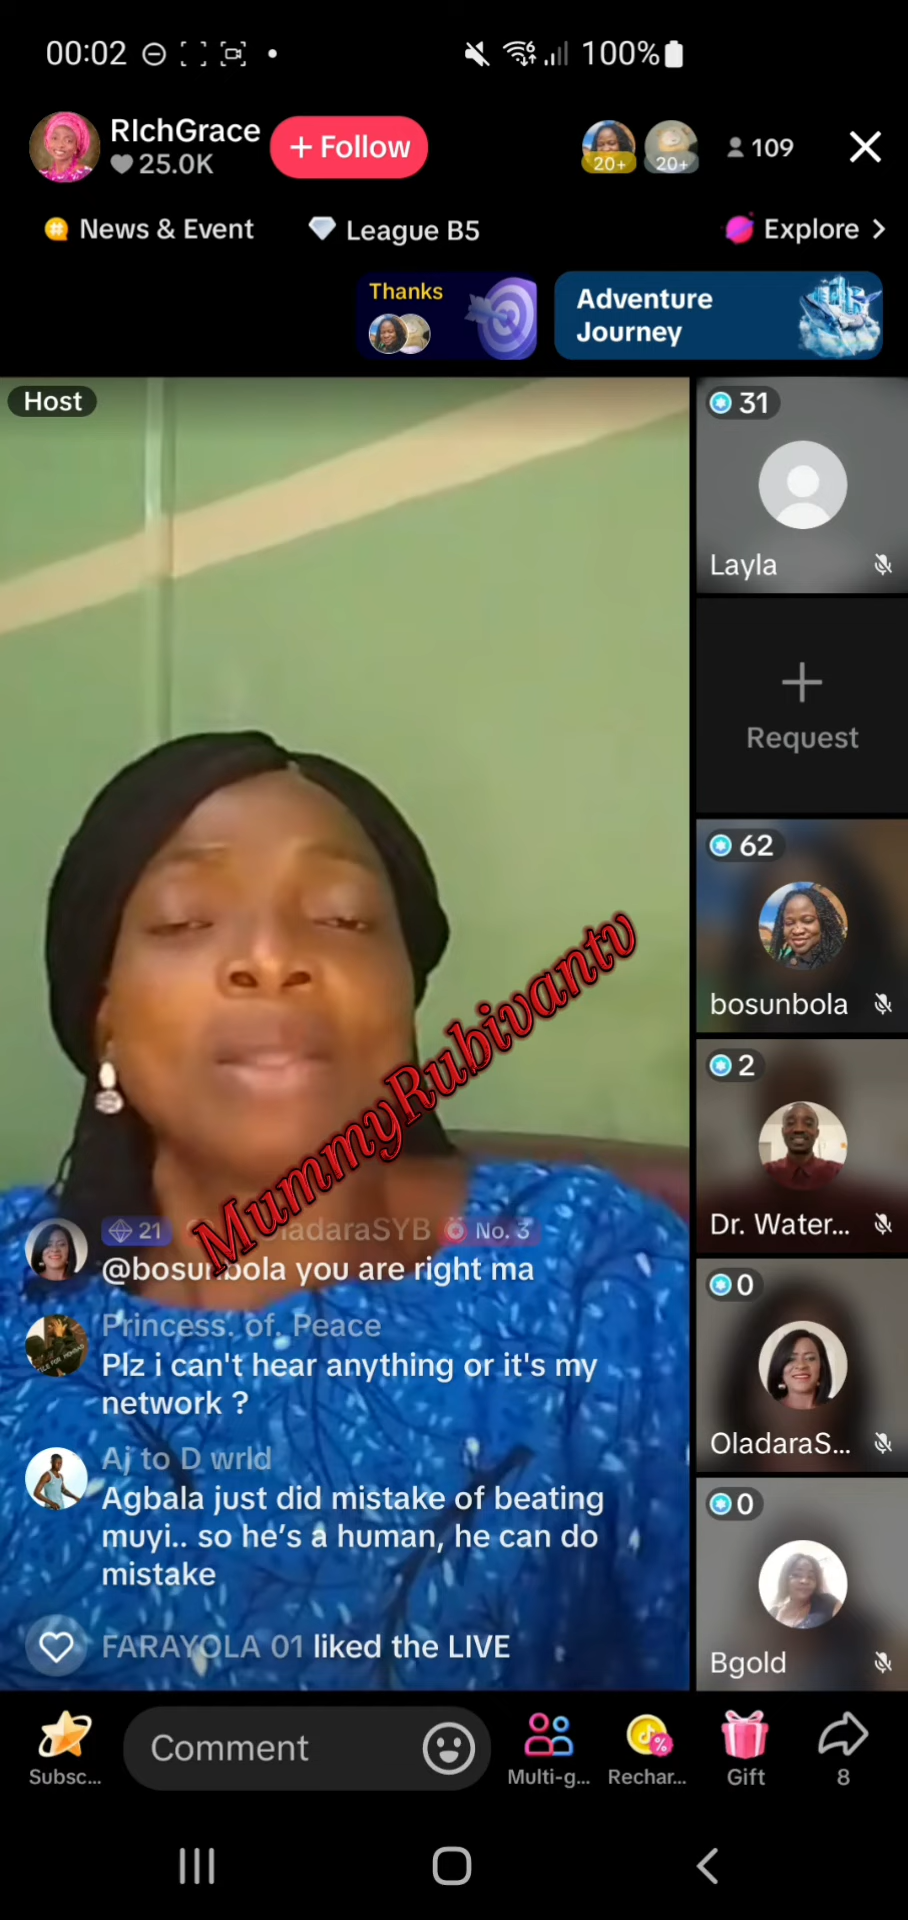 00:02
100%
RIchGrace
25.0K
+ Follow
20+
20+
109
News & Event
League B5
Explore
Thanks
Adventure
Journey
Host
31
Layla
Request
62
bosunbola
2
Dr. Water...
0
OladaraS...
0
Bgold
MummyRubivantv
21
ladaraSYB
No. 3
@bosunbola you are right ma
Princess. of. Peace
Plz i can't hear anything or it's my
network ?
Aj to D wrld
Agbala just did mistake of beating
muyi.. so he’s a human, he can do
mistake
FARAYOLA 01 liked the LIVE
Subsc...
Comment
Multi-g...
Rechar...
Gift
8